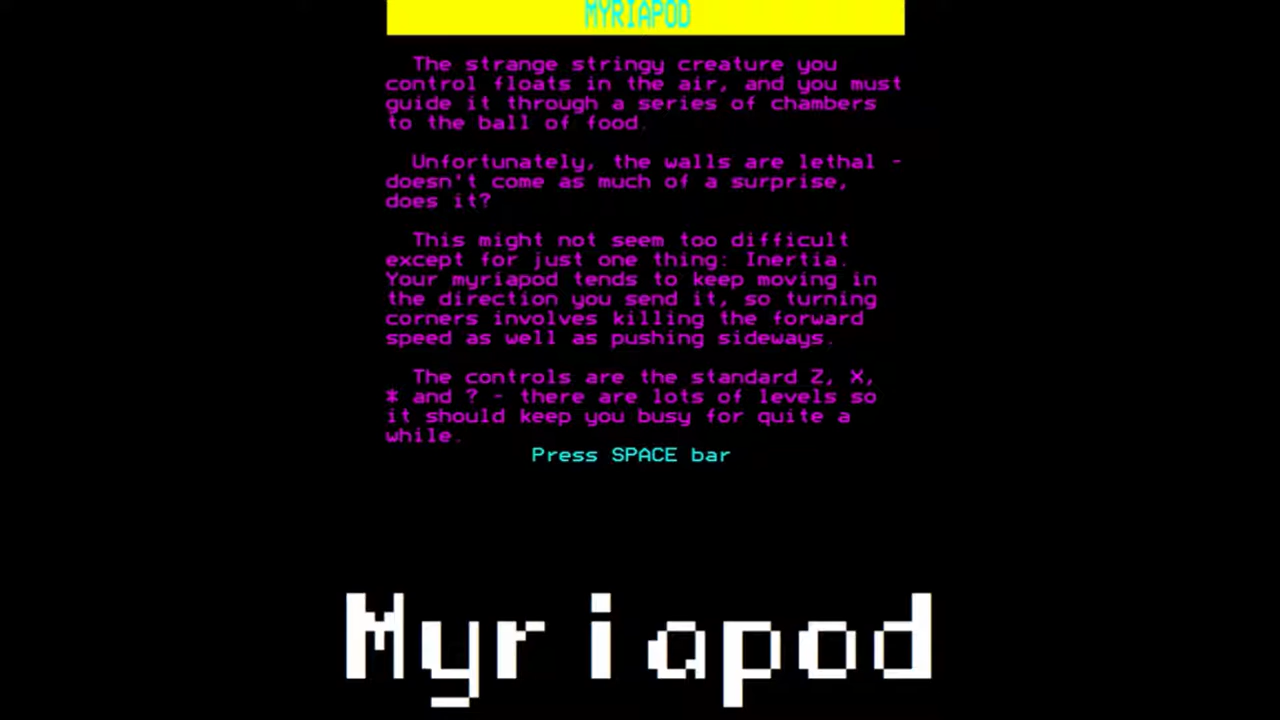 MYRIAPOD
The strange stringy creature you
control floats in the air, and you must
guide it through a series of chambers
to the ball of food.
Unfortunately, the walls are lethal -
doesn't come as much of a surprise,
does it?
This might not seem too difficult
except for just one thing: Inertia.
Your myriapod tends to keep moving in
the direction you send it, so turning
corners involves killing the forward
speed as well as pushing sideways.
The controls are the standard Z, X,
* and ? - there are lots of levels so
it should keep you busy for quite a
while.
Press SPACE bar
Myriapod